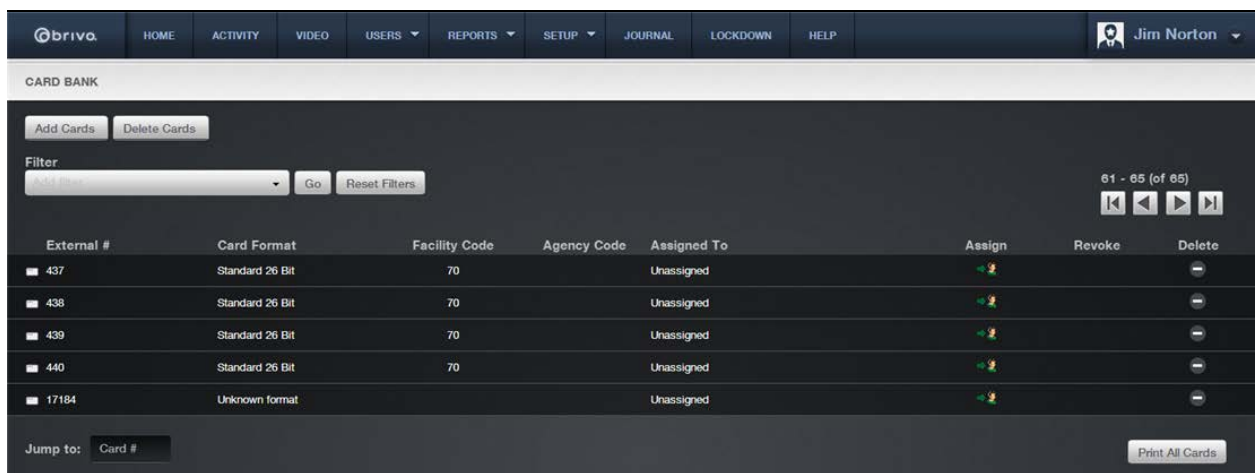 brivo.
HOME ACTIVITY VIDEO USERS REPORTS SETUP JOURNAL LOCKDOWN HELP Jim Norton
CARD BANK
Add Cards Delete Cards
Filter
Add filter Go Reset Filters
61 - 65 (of 65)
External # Card Format Facility Code Agency Code Assigned To Assign Revoke Delete
437 Standard 26 Bit 70 Unassigned
438 Standard 26 Bit 70 Unassigned
439 Standard 26 Bit 70 Unassigned
440 Standard 26 Bit 70 Unassigned
17184 Unknown format Unassigned
Jump to: Card # Print All Cards